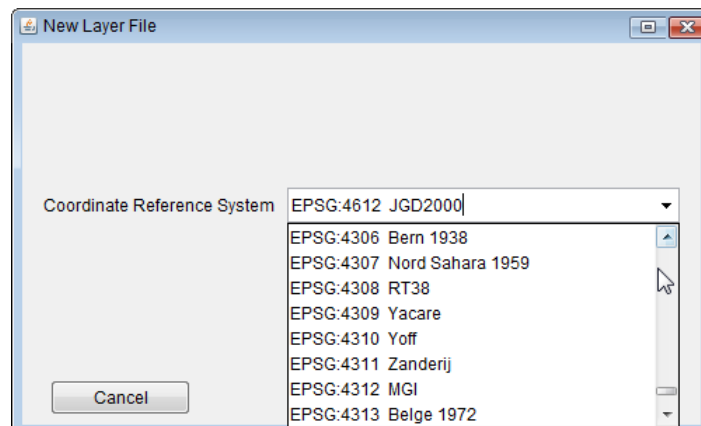 New Layer File
Coordinate Reference System EPSG:4612 JGD2000
EPSG:4306 Bern 1938
EPSG:4307 Nord Sahara 1959
EPSG:4308 RT38
EPSG:4309 Yacare
EPSG:4310 Yoff
EPSG:4311 Zanderij
EPSG:4312 MGI
EPSG:4313 Belge 1972
Cancel